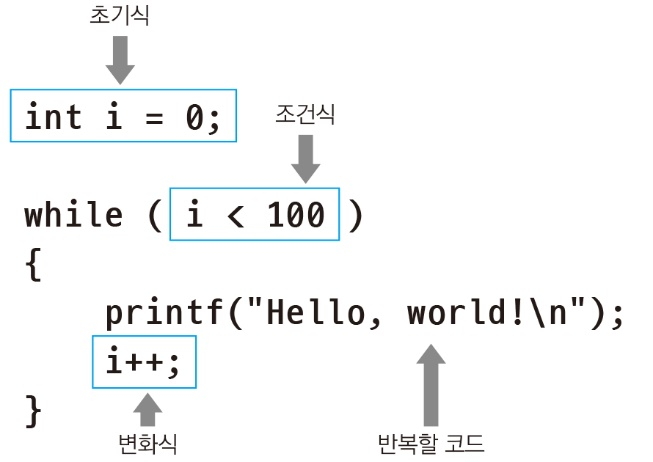 초기식
int i = 0;
조건식
while ( i < 100 )
{
printf("Hello, world!\n");
i++;
}
변화식
반복할 코드